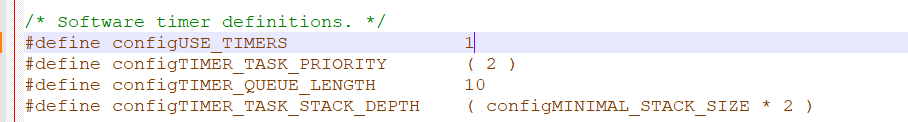 /* Software timer definitions. */
#define configUSE_TIMERS 1
#define configTIMER_TASK_PRIORITY ( 2 )
#define configTIMER_QUEUE_LENGTH 10
#define configTIMER_TASK_STACK_DEPTH ( configMINIMAL_STACK_SIZE * 2 )